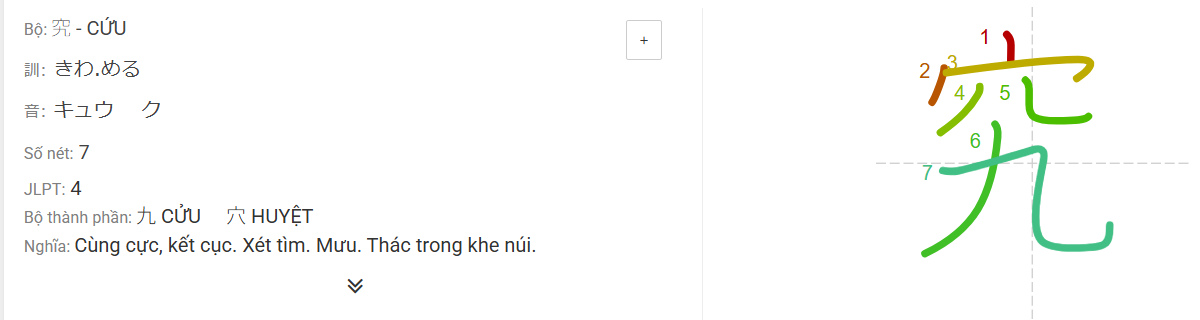 Bộ: 究 - CỨU
+
訓: きわ.める
音: キュウ ク
Số nét: 7
JLPT: 4
Bộ thành phần: 九 CỬU 穴 HUYỆT
Nghĩa: Cùng cực, kết cục. Xét tìm. Mưu. Thác trong khe núi.
究
1
2
3
4
5
6
7